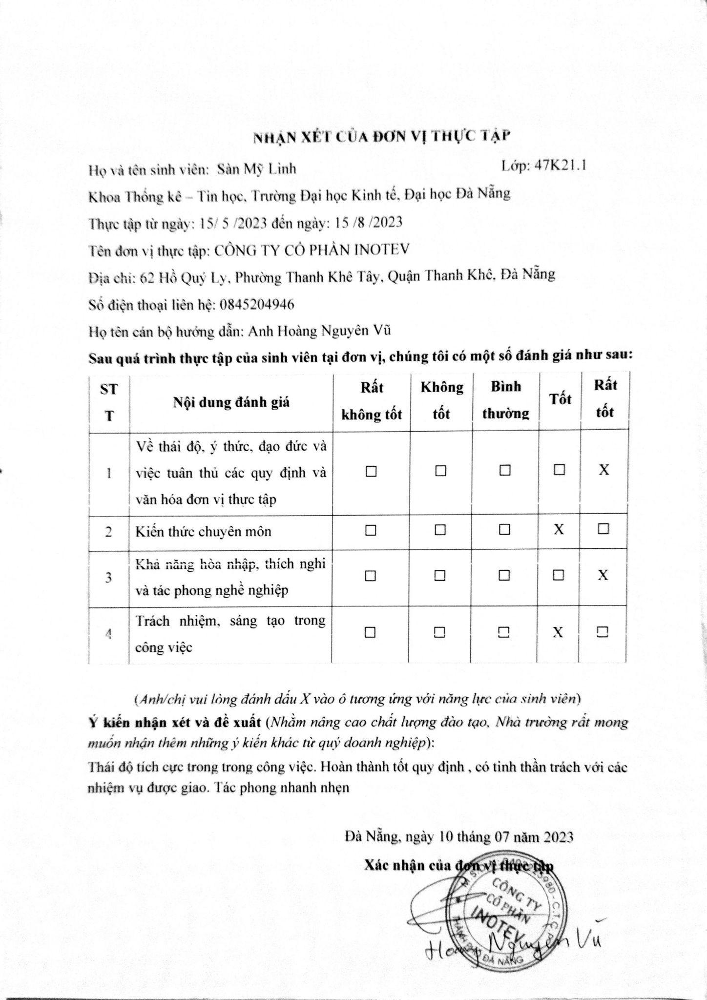 NHẬN XÉT CỦA ĐƠN VỊ THỰC TẬP
Họ và tên sinh viên: Sàn Mỹ Linh Lớp: 47K21.1
Khoa Thống kê – Tin học, Trường Đại học Kinh tế, Đại học Đà Nẵng
Thực tập từ ngày: 15/ 5 /2023 đến ngày: 15 /8 /2023
Tên đơn vị thực tập: CÔNG TY CỔ PHẦN INOTEV
Địa chỉ: 62 Hồ Quý Ly, Phường Thanh Khê Tây, Quận Thanh Khê, Đà Nẵng
Số điện thoại liên hệ: 0845204946
Họ tên cán bộ hướng dẫn: Anh Hoàng Nguyên Vũ
Sau quá trình thực tập của sinh viên tại đơn vị, chúng tôi có một số đánh giá như sau:
ST Rất Không Bình Rất
Nội dung đánh giá Tốt
T không tốt tốt thường tốt
Về thái độ, ý thức, đạo đức và
1 việc tuân thủ các quy định và ☐ ☐ ☐ ☐ X
văn hóa đơn vị thực tập
2 Kiến thức chuyên môn ☐ ☐ ☐ X ☐
Khả năng hòa nhập, thích nghi
3 ☐ ☐ ☐ ☐ X
và tác phong nghề nghiệp
Trách nhiệm, sáng tạo trong
4 ☐ ☐ ☐ X ☐
công việc
(Anh/chị vui lòng đánh dấu X vào ô tương ứng với năng lực của sinh viên)
Ý kiến nhận xét và đề xuất (Nhằm nâng cao chất lượng đào tạo, Nhà trường rất mong
muốn nhận thêm những ý kiến khác từ quý doanh nghiệp):
Thái độ tích cực trong trong công việc. Hoàn thành tốt quy định , có tinh thần trách với các
nhiệm vụ được giao. Tác phong nhanh nhẹn
Đà Nẵng, ngày 10 tháng 07 năm 2023
Xác nhận của đơn vị thực tập
CÔNG TY
CỔ PHẦN
INOTEV
THÀNH PHỐ ĐÀ NẴNG
Hoàng Nguyên Vũ